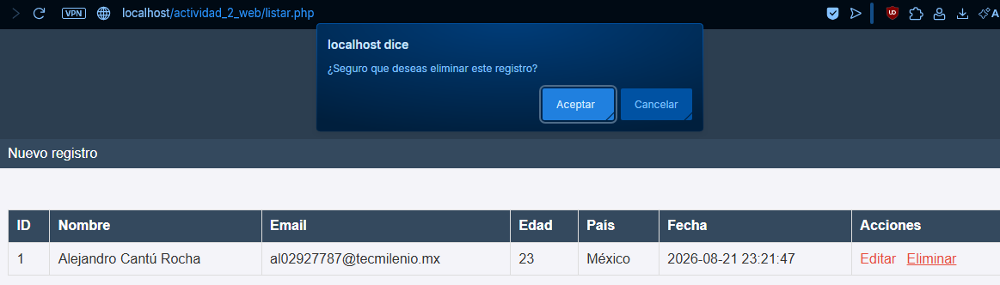 VPN localhost/actividad_2_web/listar.php
localhost dice
¿Seguro que deseas eliminar este registro?
Aceptar Cancelar
Nuevo registro
ID Nombre Email Edad País Fecha Acciones
1 Alejandro Cantú Rocha al02927787@tecmilenio.mx 23 México 2026-08-21 23:21:47 Editar Eliminar